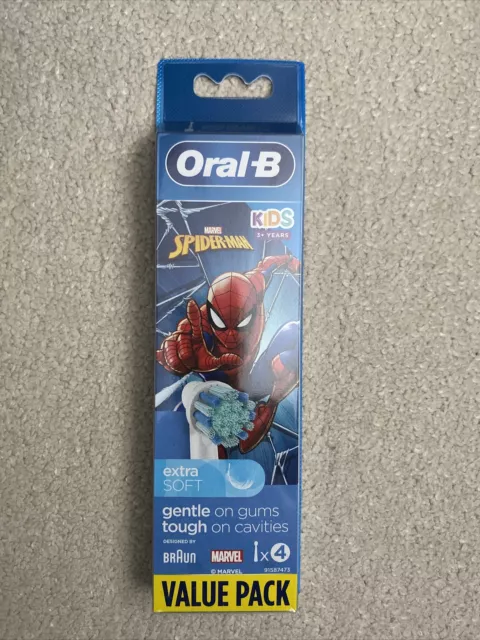 Oral-B
KIDS
3+ YEARS
MARVEL
SPIDER-MAN
extra
SOFT
gentle on gums
tough on cavities
DESIGNED BY
BRAUN
MARVEL
x4
© MARVEL
91587473
VALUE PACK